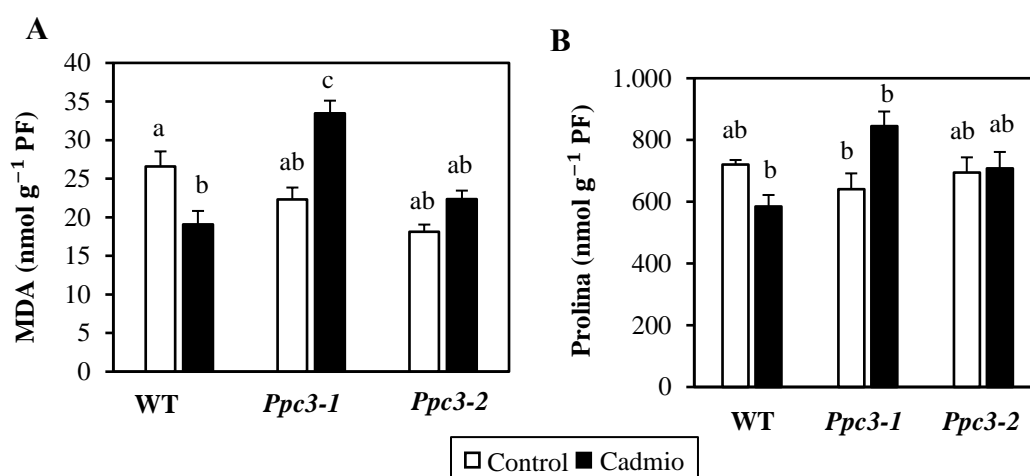 A
MDA (nmol g⁻¹ PF)
40
35
30
25
20
15
10
5
0
a
b
ab
c
ab
ab
WT
Ppc3-1
Ppc3-2
B
Prolina (nmol g⁻¹ PF)
1.000
800
600
400
200
0
ab
b
b
b
ab
ab
WT
Ppc3-1
Ppc3-2
Control Cadmio